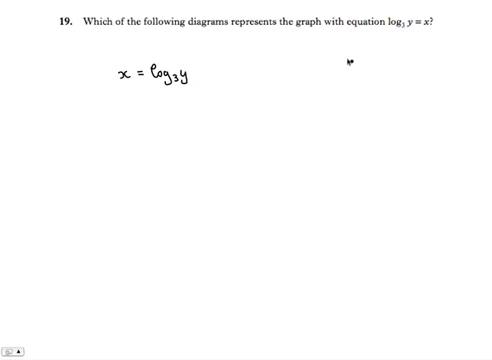 19. Which of the following diagrams represents the graph with equation log₃ y = x?
x = log₃y